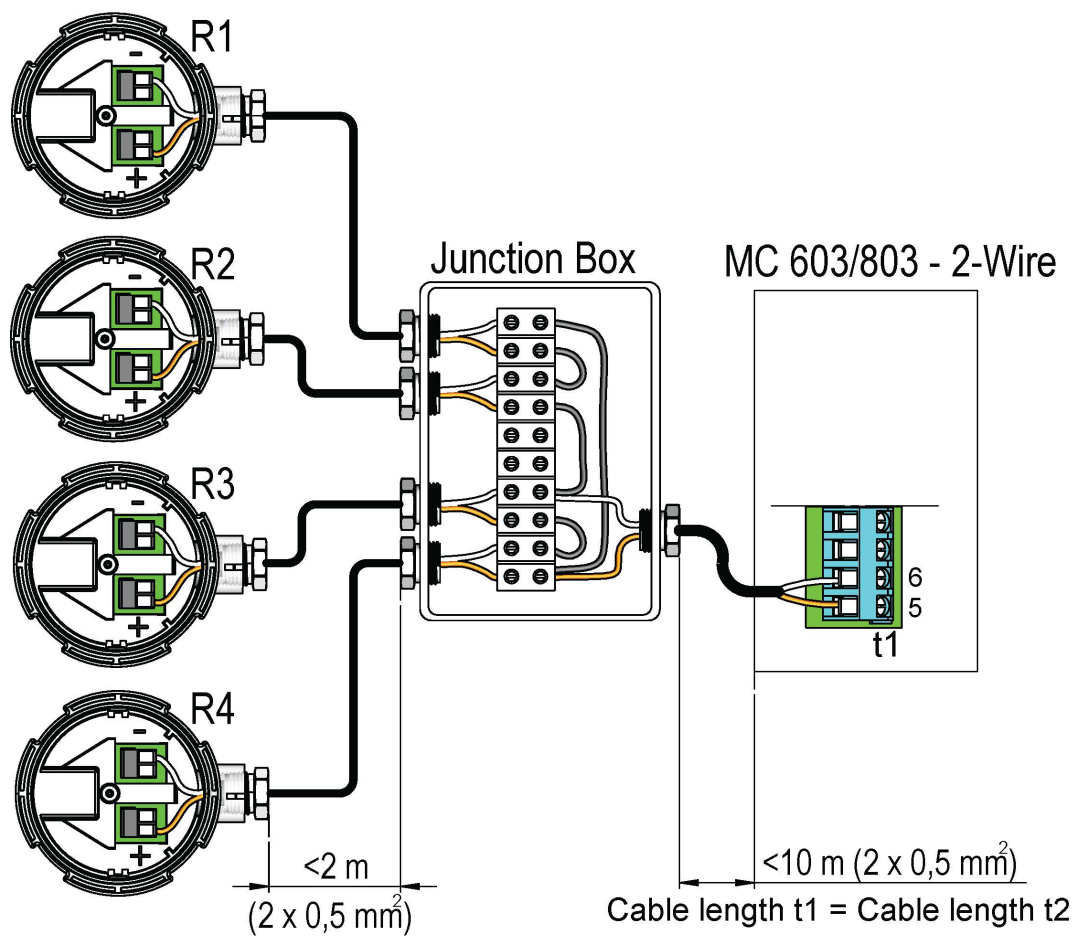 R1
-
+
R2
-
+
R3
-
+
R4
-
+
Junction Box
MC 603/803 - 2-Wire
6
5
t1
<2 m
(2 x 0,5 mm²)
<10 m (2 x 0,5 mm²)
Cable length t1 = Cable length t2